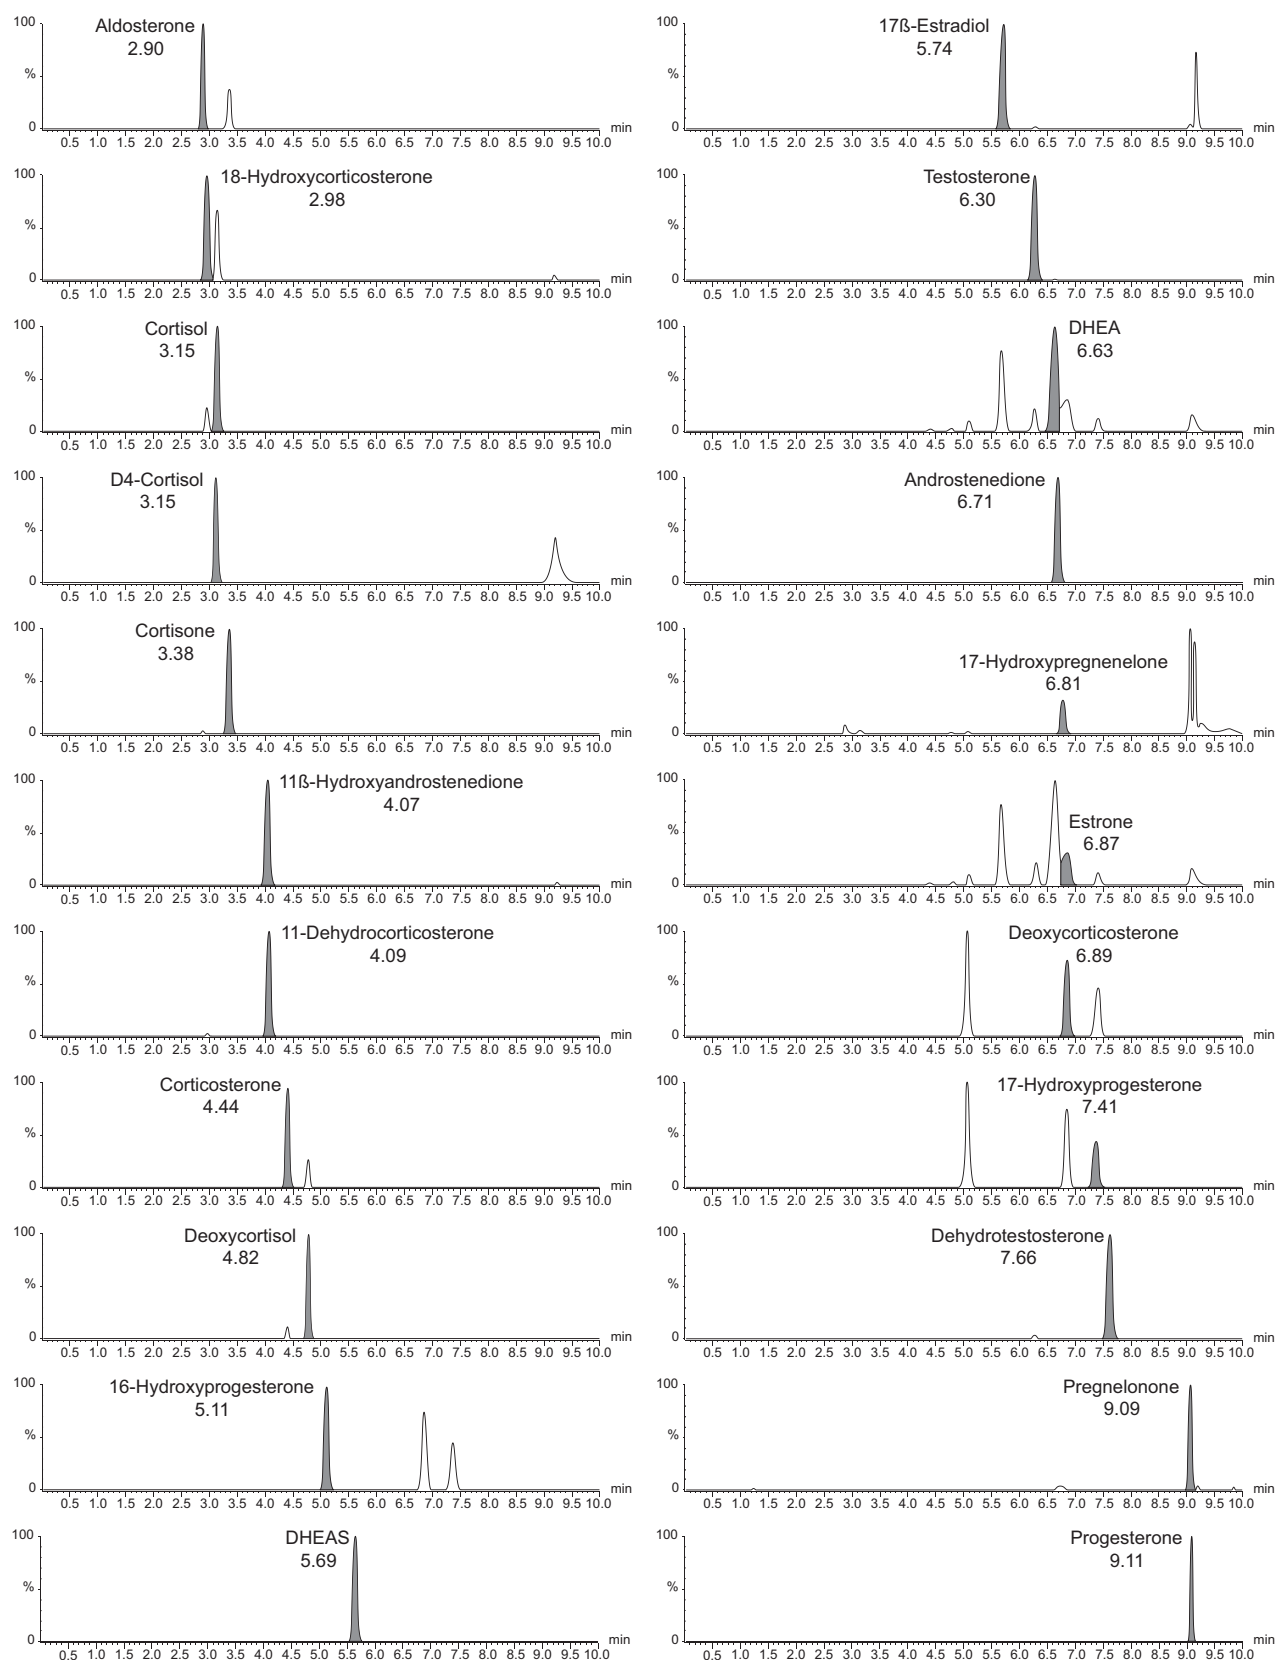 100
Aldosterone
2.90
%
0
min
0.5 1.0 1.5 2.0 2.5 3.0 3.5 4.0 4.5 5.0 5.5 6.0 6.5 7.0 7.5 8.0 8.5 9.0 9.5 10.0
100
18-Hydroxycorticosterone
2.98
%
0
min
0.5 1.0 1.5 2.0 2.5 3.0 3.5 4.0 4.5 5.0 5.5 6.0 6.5 7.0 7.5 8.0 8.5 9.0 9.5 10.0
100
Cortisol
3.15
%
0
min
0.5 1.0 1.5 2.0 2.5 3.0 3.5 4.0 4.5 5.0 5.5 6.0 6.5 7.0 7.5 8.0 8.5 9.0 9.5 10.0
100
D4-Cortisol
3.15
%
0
min
0.5 1.0 1.5 2.0 2.5 3.0 3.5 4.0 4.5 5.0 5.5 6.0 6.5 7.0 7.5 8.0 8.5 9.0 9.5 10.0
100
Cortisone
3.38
%
0
min
0.5 1.0 1.5 2.0 2.5 3.0 3.5 4.0 4.5 5.0 5.5 6.0 6.5 7.0 7.5 8.0 8.5 9.0 9.5 10.0
100
11ß-Hydroxyandrostenedione
4.07
%
0
min
0.5 1.0 1.5 2.0 2.5 3.0 3.5 4.0 4.5 5.0 5.5 6.0 6.5 7.0 7.5 8.0 8.5 9.0 9.5 10.0
100
11-Dehydrocorticosterone
4.09
%
0
min
0.5 1.0 1.5 2.0 2.5 3.0 3.5 4.0 4.5 5.0 5.5 6.0 6.5 7.0 7.5 8.0 8.5 9.0 9.5 10.0
100
Corticosterone
4.44
%
0
min
0.5 1.0 1.5 2.0 2.5 3.0 3.5 4.0 4.5 5.0 5.5 6.0 6.5 7.0 7.5 8.0 8.5 9.0 9.5 10.0
100
Deoxycortisol
4.82
%
0
min
0.5 1.0 1.5 2.0 2.5 3.0 3.5 4.0 4.5 5.0 5.5 6.0 6.5 7.0 7.5 8.0 8.5 9.0 9.5 10.0
100
16-Hydroxyprogesterone
5.11
%
0
min
0.5 1.0 1.5 2.0 2.5 3.0 3.5 4.0 4.5 5.0 5.5 6.0 6.5 7.0 7.5 8.0 8.5 9.0 9.5 10.0
100
DHEAS
5.69
%
0
min
0.5 1.0 1.5 2.0 2.5 3.0 3.5 4.0 4.5 5.0 5.5 6.0 6.5 7.0 7.5 8.0 8.5 9.0 9.5 10.0
100
17ß-Estradiol
5.74
%
0
min
0.5 1.0 1.5 2.0 2.5 3.0 3.5 4.0 4.5 5.0 5.5 6.0 6.5 7.0 7.5 8.0 8.5 9.0 9.5 10.0
100
Testosterone
6.30
%
0
min
0.5 1.0 1.5 2.0 2.5 3.0 3.5 4.0 4.5 5.0 5.5 6.0 6.5 7.0 7.5 8.0 8.5 9.0 9.5 10.0
100
DHEA
6.63
%
0
min
0.5 1.0 1.5 2.0 2.5 3.0 3.5 4.0 4.5 5.0 5.5 6.0 6.5 7.0 7.5 8.0 8.5 9.0 9.5 10.0
100
Androstenedione
6.71
%
0
min
0.5 1.0 1.5 2.0 2.5 3.0 3.5 4.0 4.5 5.0 5.5 6.0 6.5 7.0 7.5 8.0 8.5 9.0 9.5 10.0
100
17-Hydroxypregnenelone
6.81
%
0
min
0.5 1.0 1.5 2.0 2.5 3.0 3.5 4.0 4.5 5.0 5.5 6.0 6.5 7.0 7.5 8.0 8.5 9.0 9.5 10.0
100
Estrone
6.87
%
0
min
0.5 1.0 1.5 2.0 2.5 3.0 3.5 4.0 4.5 5.0 5.5 6.0 6.5 7.0 7.5 8.0 8.5 9.0 9.5 10.0
100
Deoxycorticosterone
6.89
%
0
min
0.5 1.0 1.5 2.0 2.5 3.0 3.5 4.0 4.5 5.0 5.5 6.0 6.5 7.0 7.5 8.0 8.5 9.0 9.5 10.0
100
17-Hydroxyprogesterone
7.41
%
0
min
0.5 1.0 1.5 2.0 2.5 3.0 3.5 4.0 4.5 5.0 5.5 6.0 6.5 7.0 7.5 8.0 8.5 9.0 9.5 10.0
100
Dehydrotestosterone
7.66
%
0
min
0.5 1.0 1.5 2.0 2.5 3.0 3.5 4.0 4.5 5.0 5.5 6.0 6.5 7.0 7.5 8.0 8.5 9.0 9.5 10.0
100
Pregnelonone
9.09
%
0
min
0.5 1.0 1.5 2.0 2.5 3.0 3.5 4.0 4.5 5.0 5.5 6.0 6.5 7.0 7.5 8.0 8.5 9.0 9.5 10.0
100
Progesterone
9.11
%
0
min
0.5 1.0 1.5 2.0 2.5 3.0 3.5 4.0 4.5 5.0 5.5 6.0 6.5 7.0 7.5 8.0 8.5 9.0 9.5 10.0